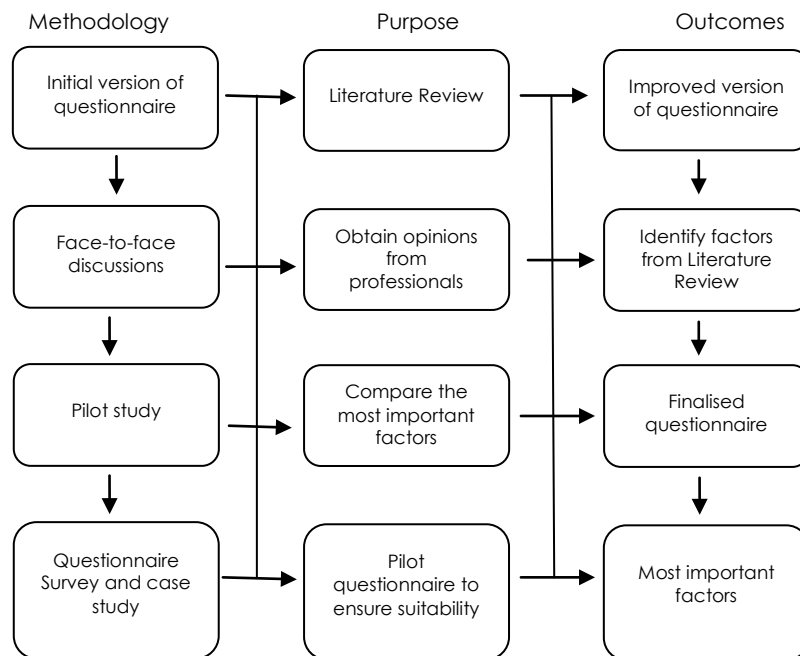 Methodology
Purpose
Outcomes
Initial version of
questionnaire
Literature Review
Improved version
of questionnaire
Face-to-face
discussions
Obtain opinions
from
professionals
Identify factors
from Literature
Review
Pilot study
Compare the
most important
factors
Finalised
questionnaire
Questionnaire
Survey and case
study
Pilot
questionnaire to
ensure suitability
Most important
factors